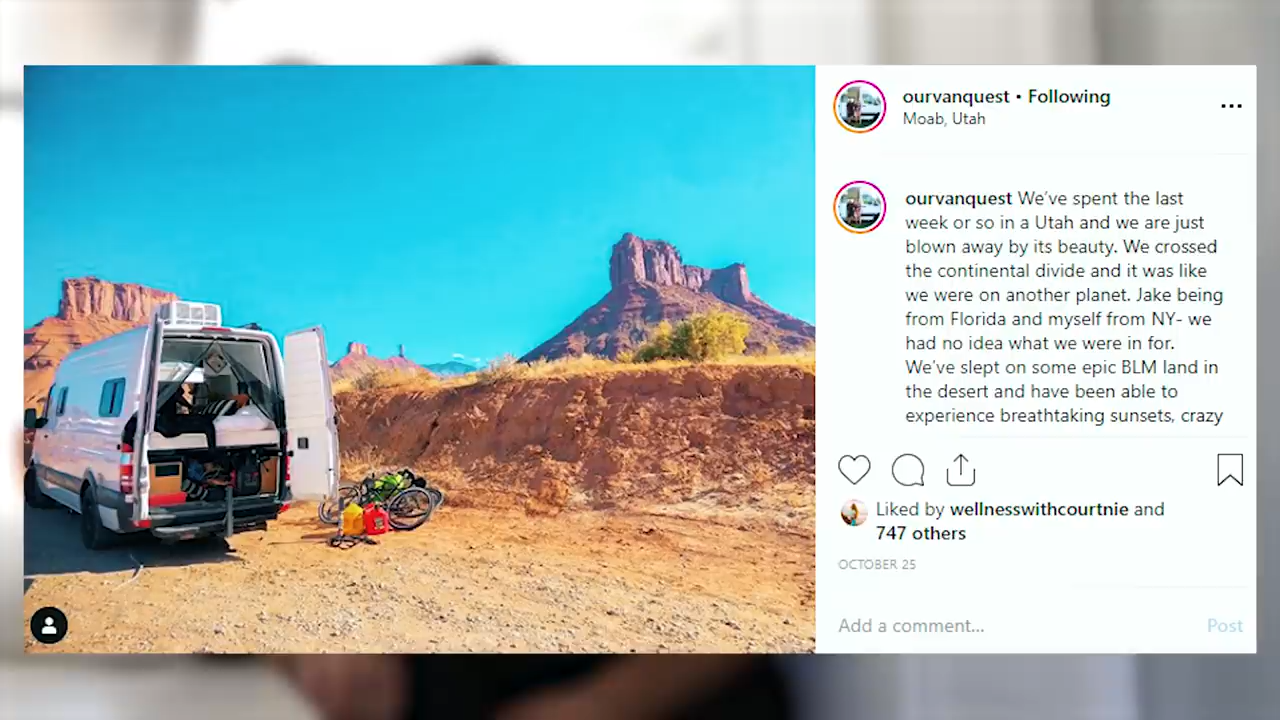 ourvanquest • Following
Moab, Utah
ourvanquest We've spent the last
week or so in a Utah and we are just
blown away by its beauty. We crossed
the continental divide and it was like
we were on another planet. Jake being
from Florida and myself from NY- we
had no idea what we were in for.
We've slept on some epic BLM land in
the desert and have been able to
experience breathtaking sunsets, crazy
Liked by wellnesswithcourtnie and
747 others
OCTOBER 25
Add a comment...
Post